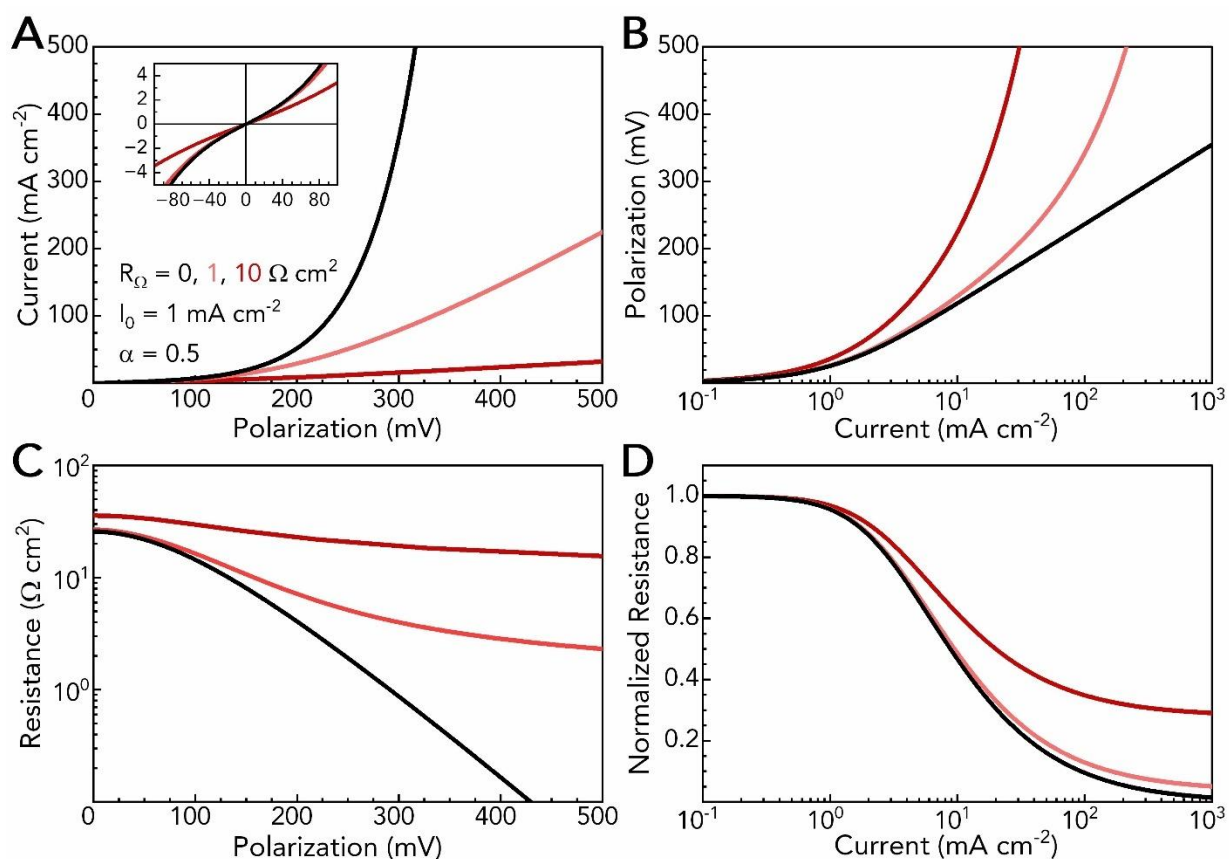 A
Current (mA cm⁻²)
500
400
300
200
100
4
2
0
−2
−4
−80 −40 0 40 80
R_Ω = 0, 1, 10 Ω cm²
I₀ = 1 mA cm⁻²
α = 0.5
0 100 200 300 400 500
Polarization (mV)
B
Polarization (mV)
500
400
300
200
100
10⁻¹ 10⁰ 10¹ 10² 10³
Current (mA cm⁻²)
C
Resistance (Ω cm²)
10²
10¹
10⁰
0 100 200 300 400 500
Polarization (mV)
D
Normalized Resistance
1.0
0.8
0.6
0.4
0.2
10⁻¹ 10⁰ 10¹ 10² 10³
Current (mA cm⁻²)